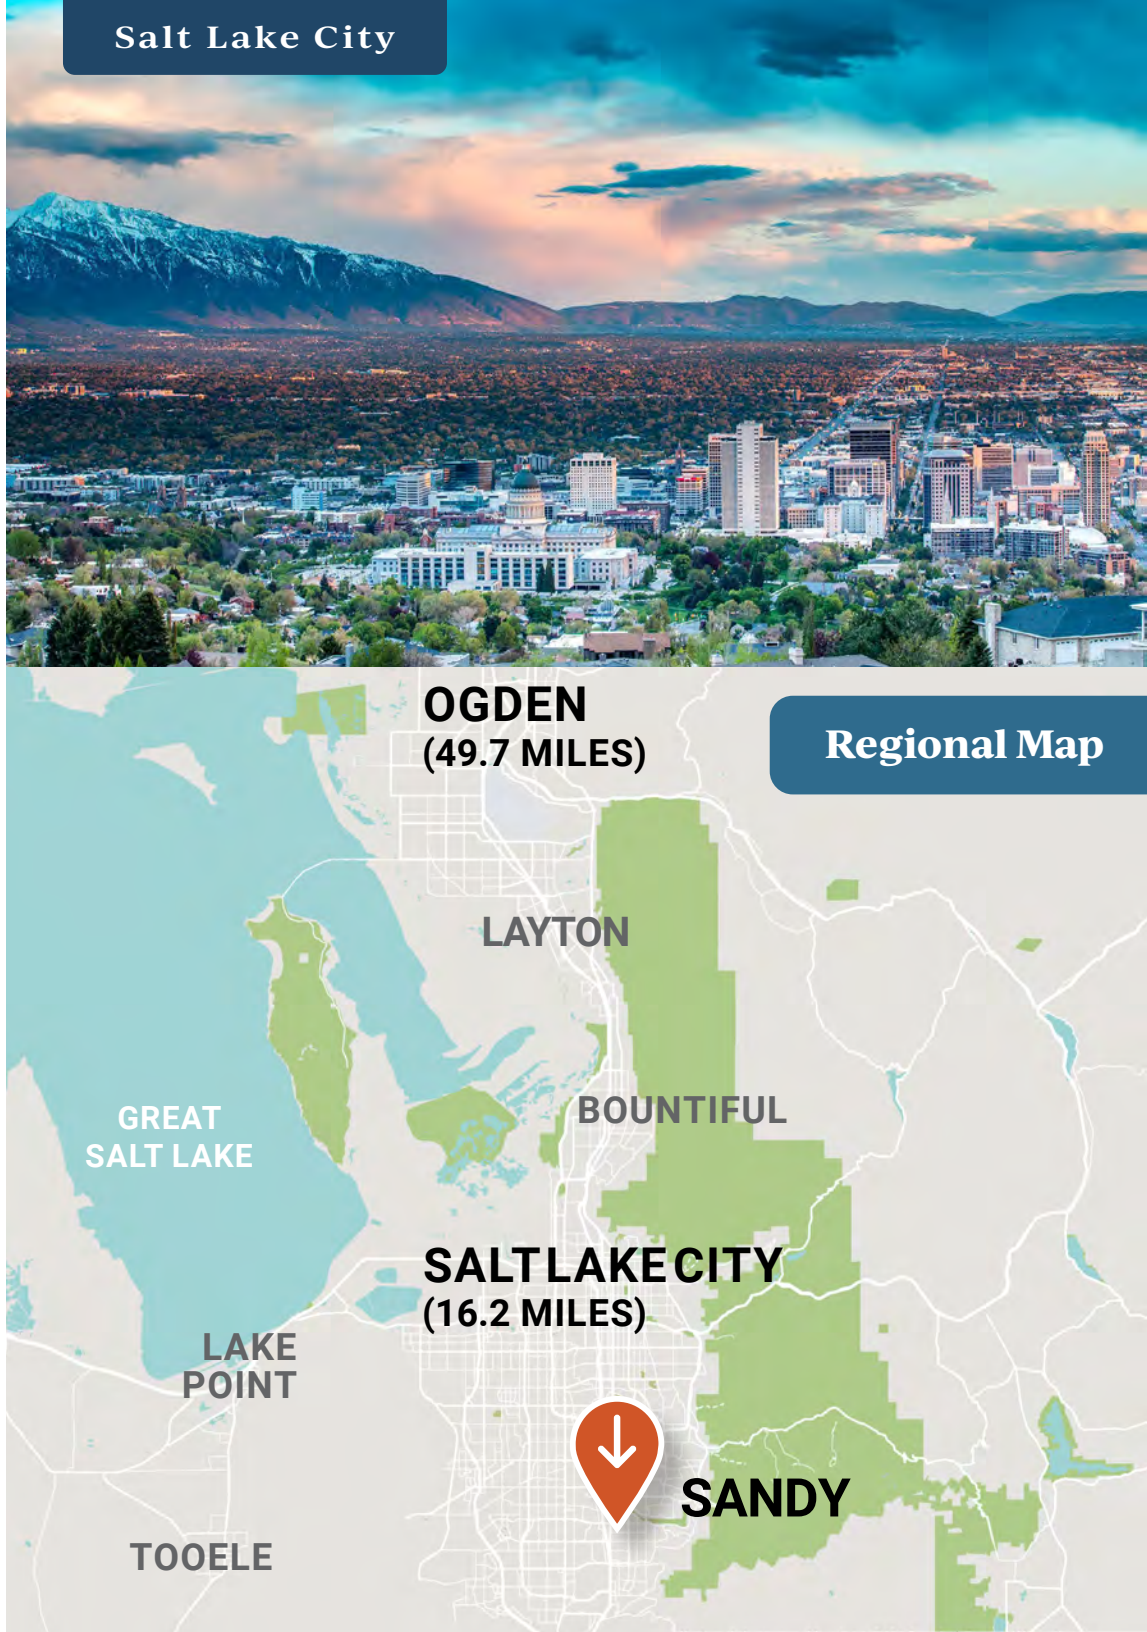 Salt Lake City
OGDEN
(49.7 MILES)
Regional Map
LAYTON
BOUNTIFUL
GREAT
SALT LAKE
SALT LAKE CITY
(16.2 MILES)
LAKE
POINT
SANDY
TOOELE